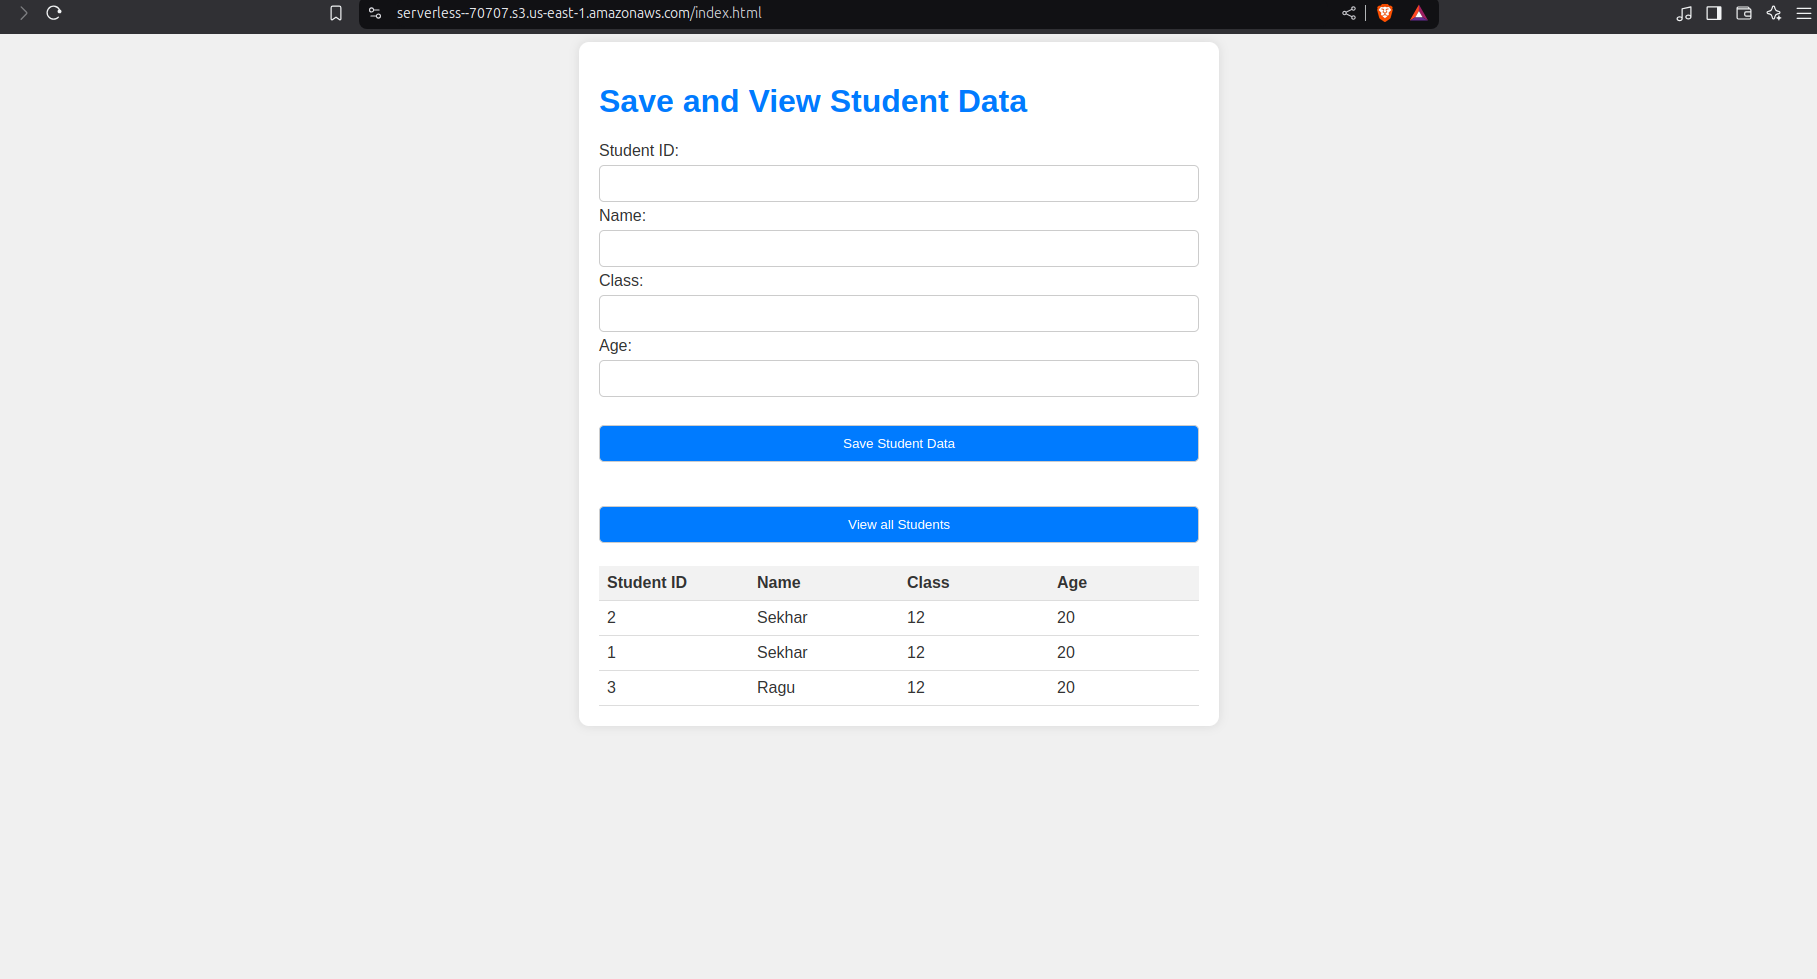 serverless--70707.s3.us-east-1.amazonaws.com/index.html
Save and View Student Data
Student ID:
Name:
Class:
Age:
Save Student Data
View all Students
Student ID Name Class Age
2 Sekhar 12 20
1 Sekhar 12 20
3 Ragu 12 20